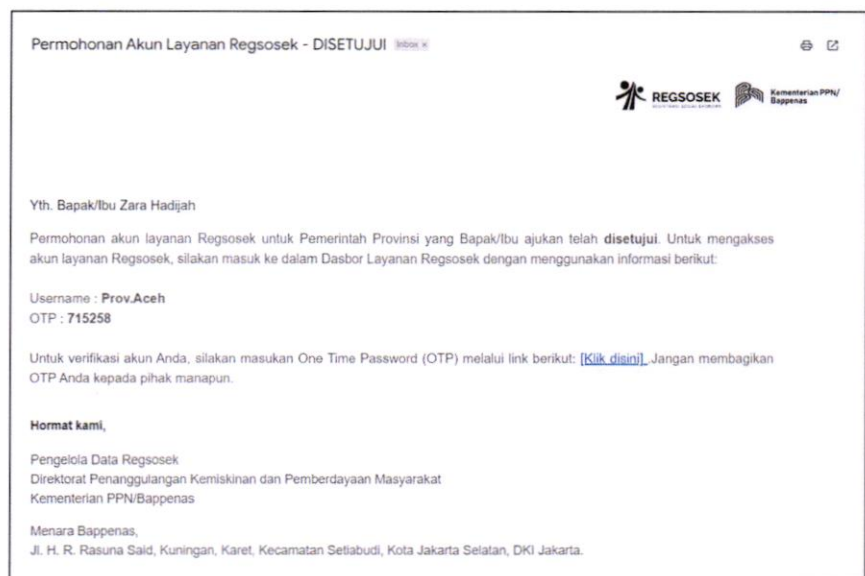 Permohonan Akun Layanan Regsosek - DISETUJUI Inbox x
REGSOSEK
Kementerian PPN/
Bappenas
Yth. Bapak/Ibu Zara Hadijah
Permohonan akun layanan Regsosek untuk Pemerintah Provinsi yang Bapak/Ibu ajukan telah disetujui. Untuk mengakses
akun layanan Regsosek, silakan masuk ke dalam Dasbor Layanan Regsosek dengan menggunakan informasi berikut:
Username : Prov.Aceh
OTP : 715258
Untuk verifikasi akun Anda, silakan masukan One Time Password (OTP) melalui link berikut: [Klik disini] .Jangan membagikan
OTP Anda kepada pihak manapun.
Hormat kami,
Pengelola Data Regsosek
Direktorat Penanggulangan Kemiskinan dan Pemberdayaan Masyarakat
Kementerian PPN/Bappenas
Menara Bappenas,
Jl. H. R. Rasuna Said, Kuningan, Karet, Kecamatan Setiabudi, Kota Jakarta Selatan, DKI Jakarta.